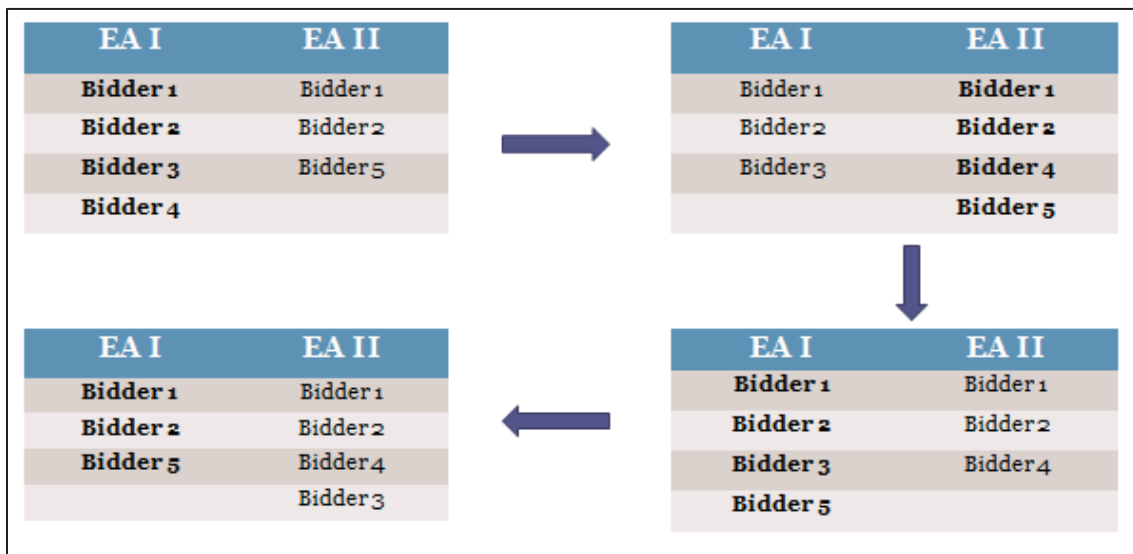 EA I EA II
Bidder 1 Bidder 1
Bidder 2 Bidder 2
Bidder 3 Bidder 5
Bidder 4
EA I EA II
Bidder 1 Bidder 1
Bidder 2 Bidder 2
Bidder 3 Bidder 4
Bidder 5
EA I EA II
Bidder 1 Bidder 1
Bidder 2 Bidder 2
Bidder 5 Bidder 4
Bidder 3
EA I EA II
Bidder 1 Bidder 1
Bidder 2 Bidder 2
Bidder 3 Bidder 4
Bidder 5